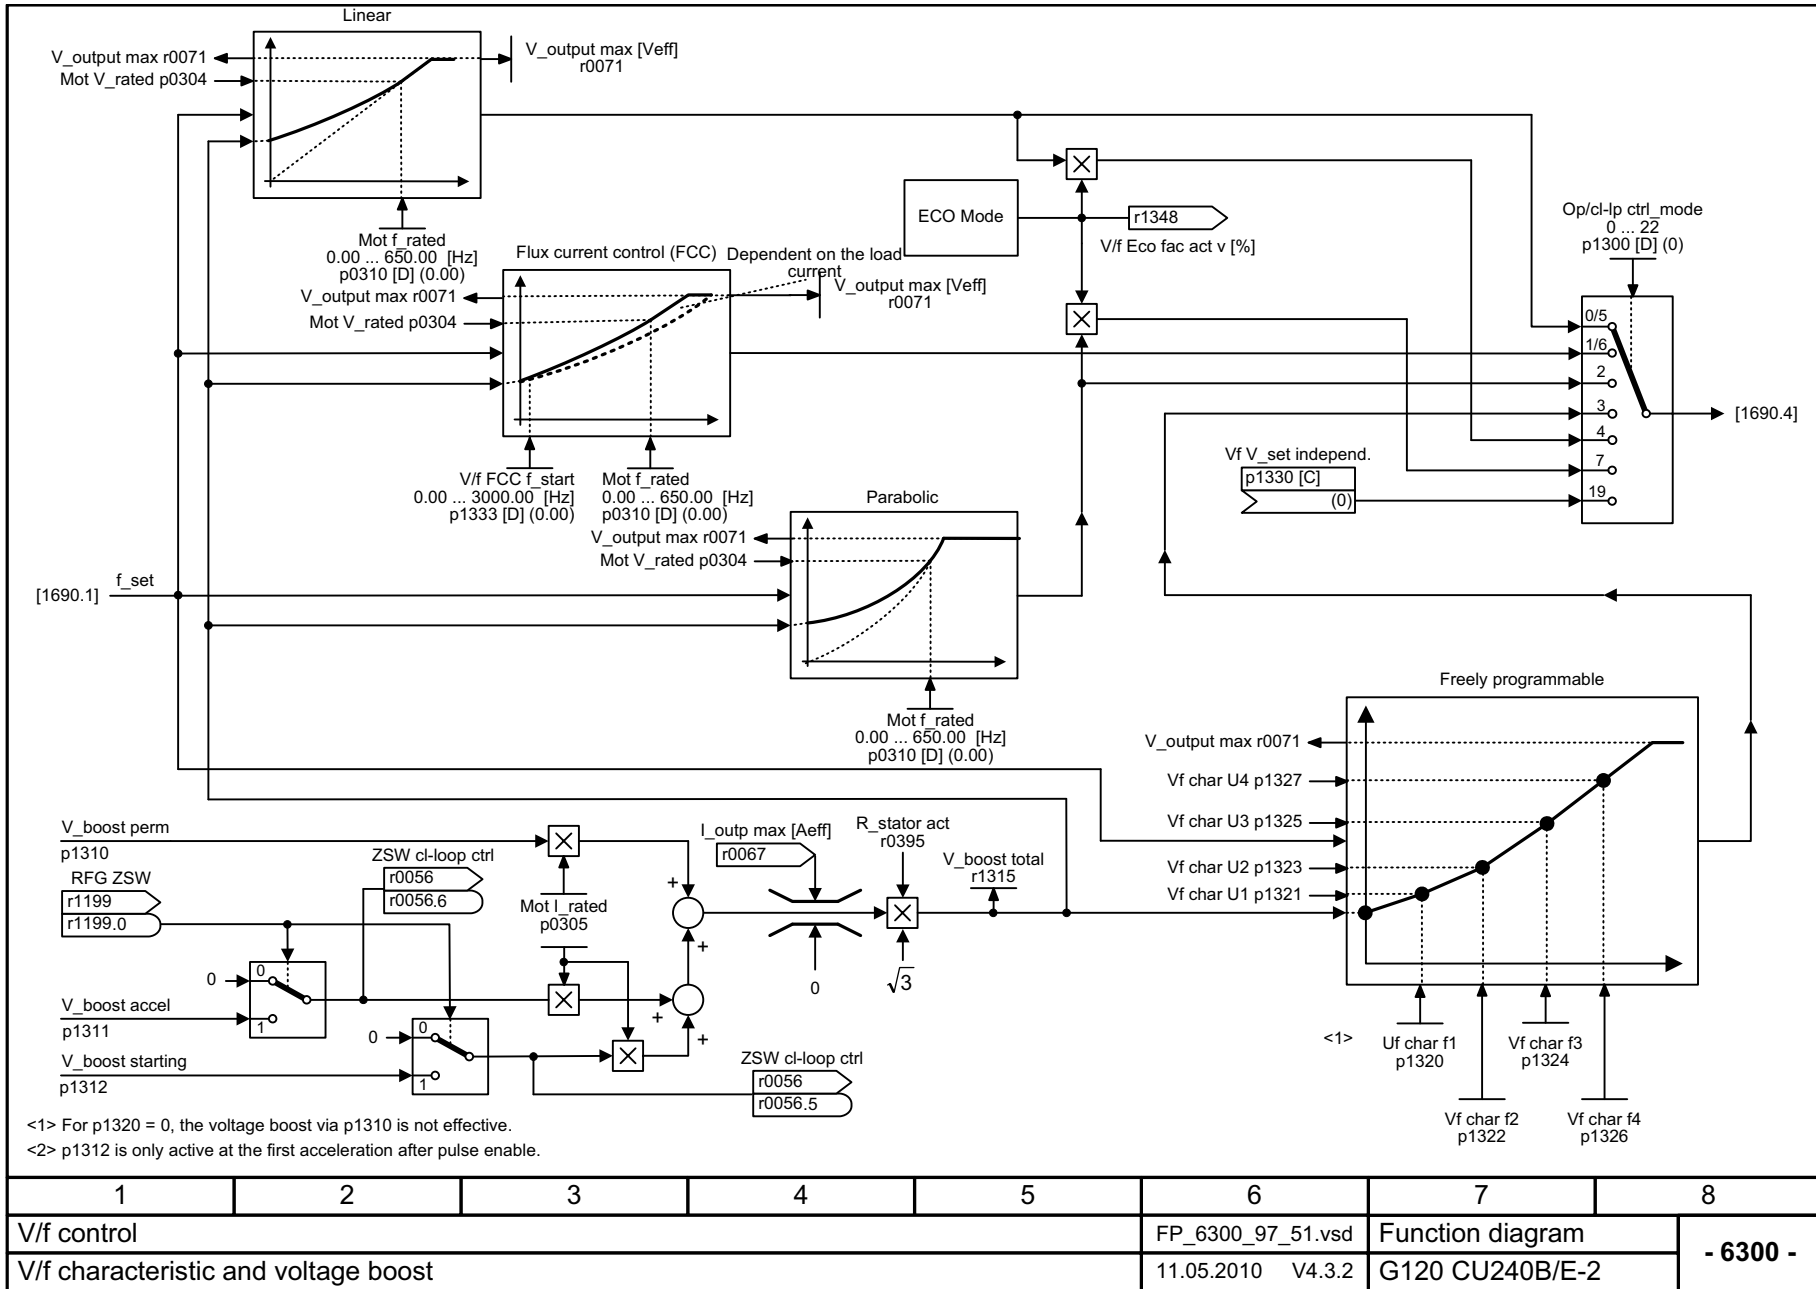 Linear
V_output max r0071
Mot V_rated p0304
V_output max [Veff]
r0071
Mot f_rated
0.00 ... 650.00 [Hz]
p0310 [D] (0.00)
Flux current control (FCC)
Dependent on the load
current
V_output max r0071
Mot V_rated p0304
V_output max [Veff]
r0071
V/f FCC f_start
0.00 ... 3000.00 [Hz]
p1333 [D] (0.00)
Mot f_rated
0.00 ... 650.00 [Hz]
p0310 [D] (0.00)
ECO Mode
r1348
V/f Eco fac act v [%]
Op/cl-lp ctrl_mode
0 ... 22
p1300 [D] (0)
0/5
1/6
2
3
4
7
19
[1690.4]
Vf V_set independ.
p1330 [C]
(0)
Parabolic
V_output max r0071
Mot V_rated p0304
[1690.1]
f_set
Mot f_rated
0.00 ... 650.00 [Hz]
p0310 [D] (0.00)
Freely programmable
V_output max r0071
Vf char U4 p1327
Vf char U3 p1325
Vf char U2 p1323
Vf char U1 p1321
<1>
Uf char f1
p1320
Vf char f3
p1324
Vf char f2
p1322
Vf char f4
p1326
V_boost perm
p1310
RFG ZSW
r1199
r1199.0
ZSW cl-loop ctrl
r0056
r0056.6
Mot I_rated
p0305
I_outp max [Aeff]
r0067
R_stator act
r0395
V_boost total
r1315
+
+
+
+
0
√3
0
0
1
V_boost accel
p1311
0
0
1
V_boost starting
p1312
ZSW cl-loop ctrl
r0056
r0056.5
<1> For p1320 = 0, the voltage boost via p1310 is not effective.
<2> p1312 is only active at the first acceleration after pulse enable.
1 2 3 4 5 6 7 8
V/f control
FP_6300_97_51.vsd
Function diagram
- 6300 -
V/f characteristic and voltage boost
11.05.2010 V4.3.2
G120 CU240B/E-2